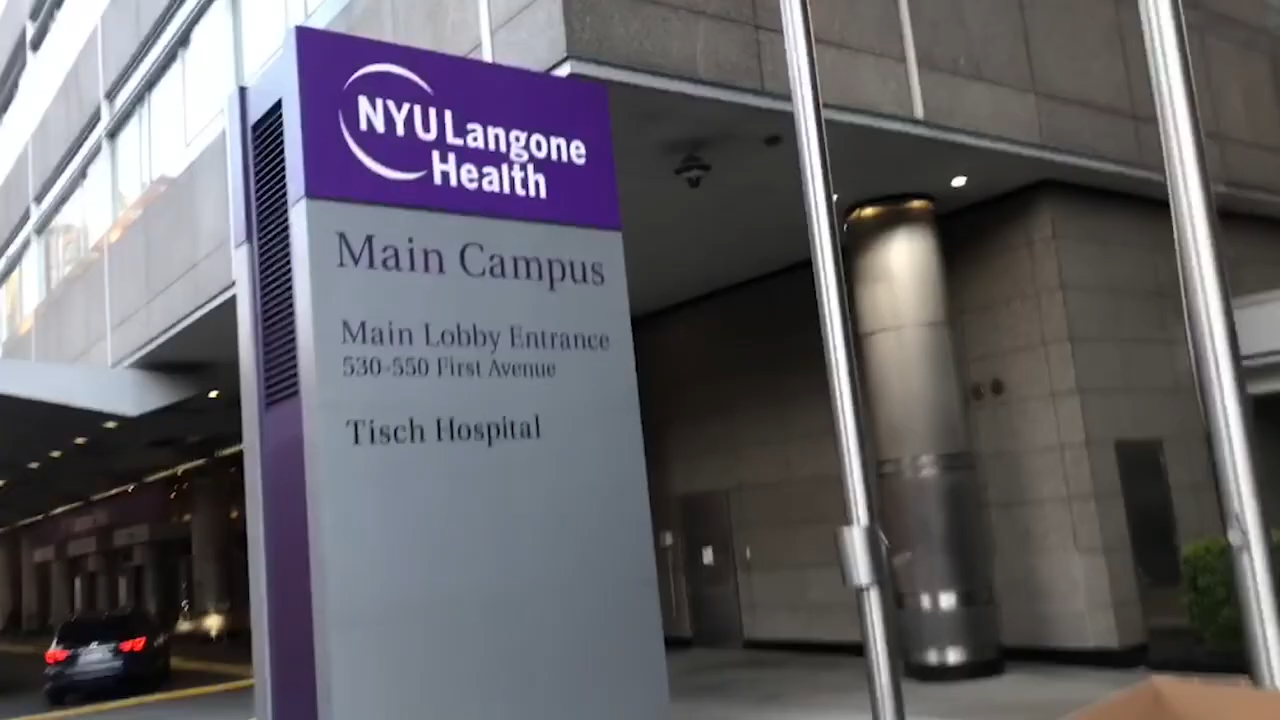 NYU Langone
Health
Main Campus
Main Lobby Entrance
530-550 First Avenue
Tisch Hospital